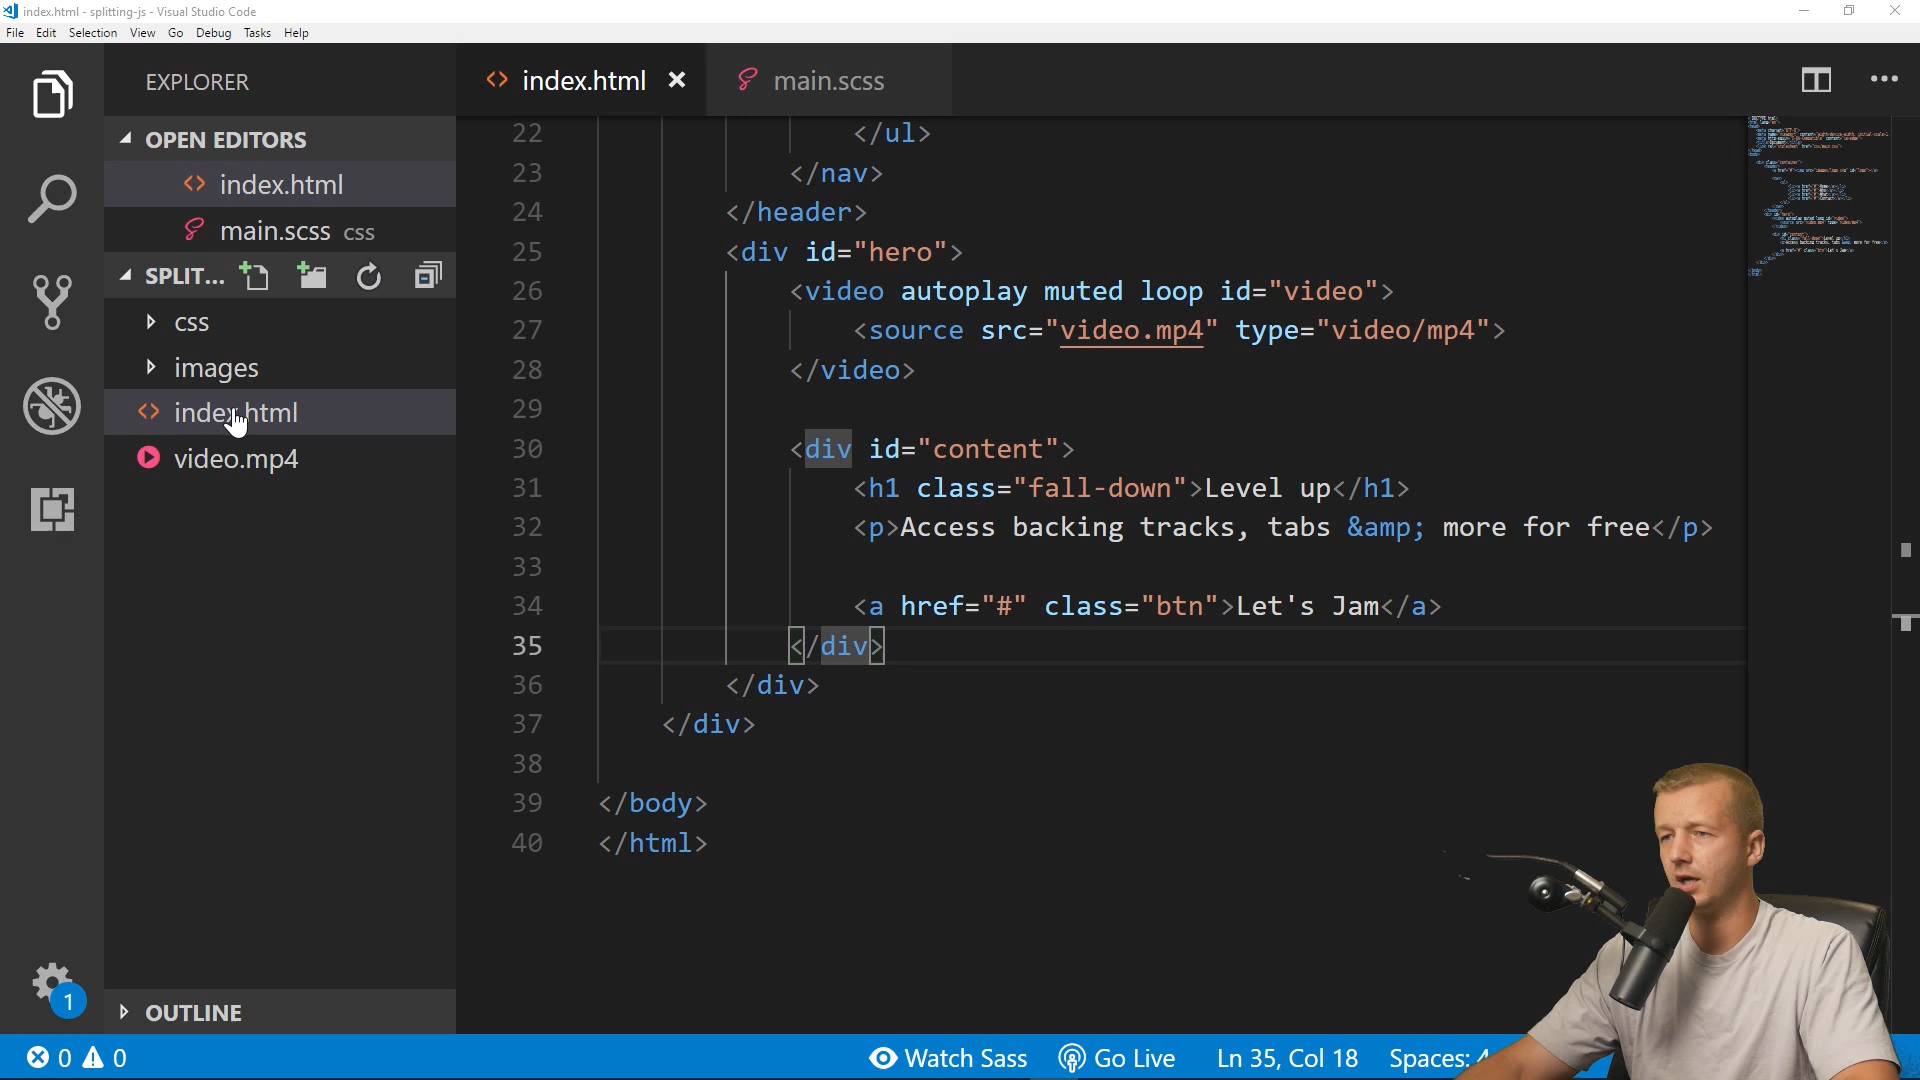 index.html - splitting-js - Visual Studio Code
File Edit Selection View Go Debug Tasks Help
EXPLORER
OPEN EDITORS
index.html
main.scss css
SPLIT...
css
images
index.html
video.mp4
OUTLINE
index.html
main.scss
22 </ul>
23 </nav>
24 </header>
25 <div id="hero">
26 <video autoplay muted loop id="video">
27 <source src="video.mp4" type="video/mp4">
28 </video>
29
30 <div id="content">
31 <h1 class="fall-down">Level up</h1>
32 <p>Access backing tracks, tabs &amp; more for free</p>
33
34 <a href="#" class="btn">Let's Jam</a>
35 </div>
36 </div>
37 </div>
38
39 </body>
40 </html>
1
0 0 Watch Sass Go Live Ln 35, Col 18 Spaces: 4